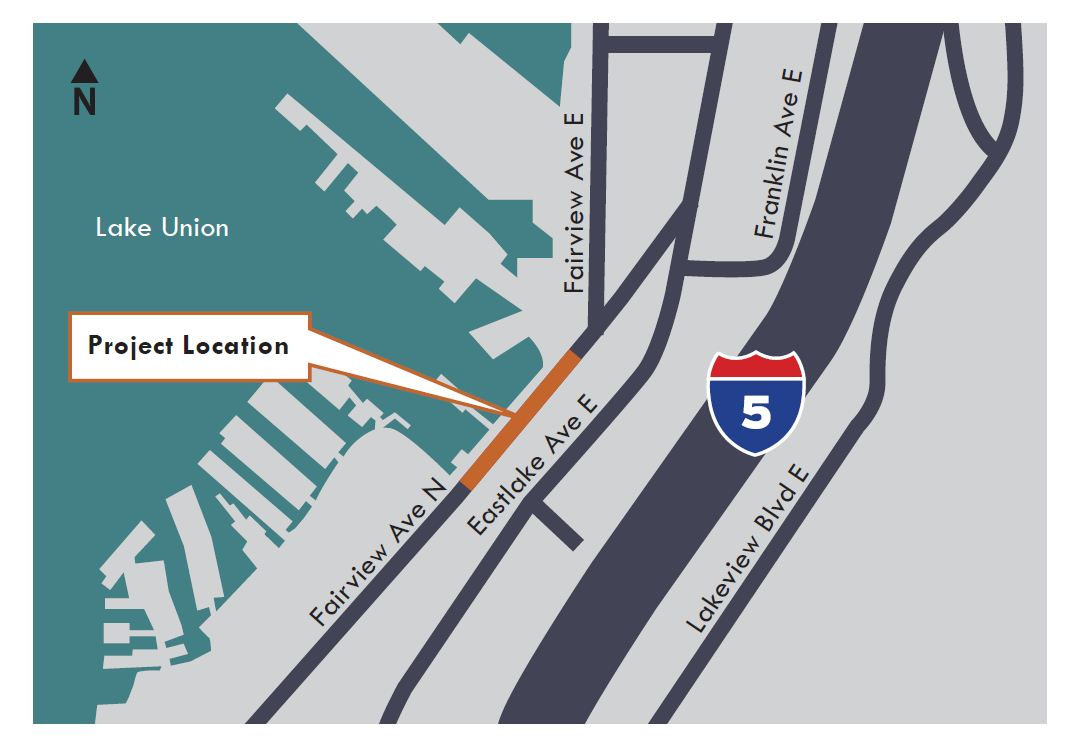 N
Lake Union
Project Location
Fairview Ave E
Franklin Ave E
5
Eastlake Ave E
Fairview Ave N
Lakeview Blvd E